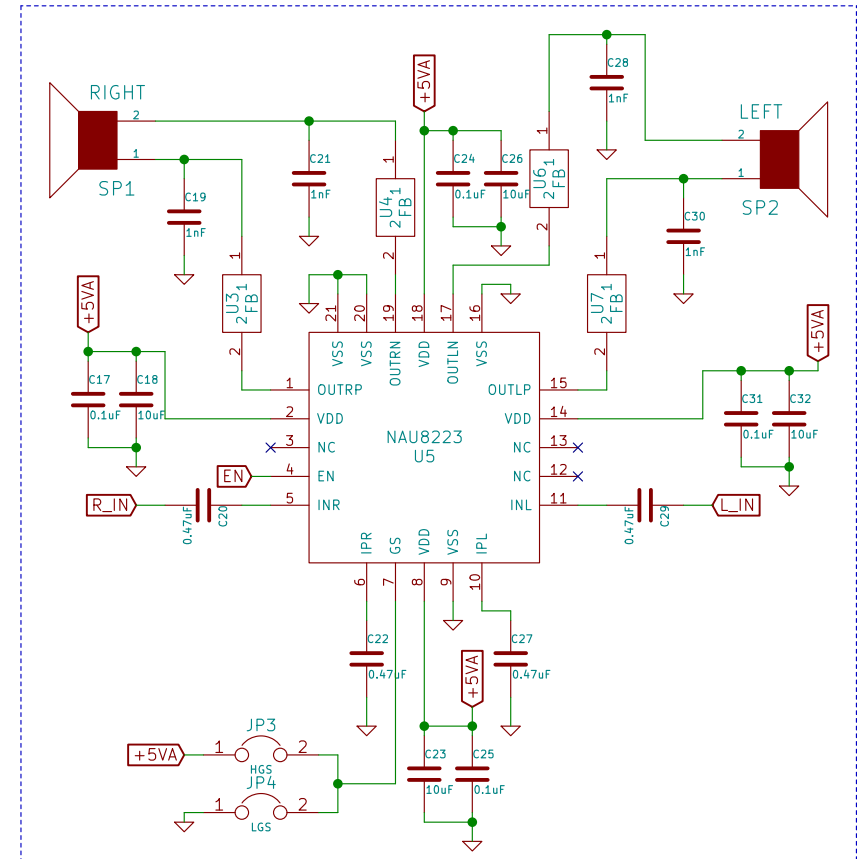 RIGHT
2
1
SP1
C19
1nF
C21
1nF
+5VA
C24
0.1uF
C26
10uF
C28
1nF
LEFT
2
1
SP2
C30
1nF
1
U4
FB
1
2
2
1
U6
FB
1
2
2
1
U3
FB
1
2
2
1
U7
FB
1
2
2
+5VA
C17
0.1uF
C18
10uF
+5VA
C31
0.1uF
C32
10uF
21
20
19
18
17
16
VSS
VSS
OUTRN
VDD
OUTLN
VSS
1 OUTRP
2 VDD
3 NC
4 EN
5 INR
OUTLP 15
VDD 14
NC 13
NC 12
INL 11
NAU8223
U5
IPR
GS
VDD
VSS
IPL
6
7
8
9
10
EN
R_IN
0.47uF
C20
0.47uF
C29
L_IN
C22
0.47uF
C27
0.47uF
+5VA
C23
10uF
C25
0.1uF
JP3
+5VA
1
2
HGS
JP4
1
2
LGS